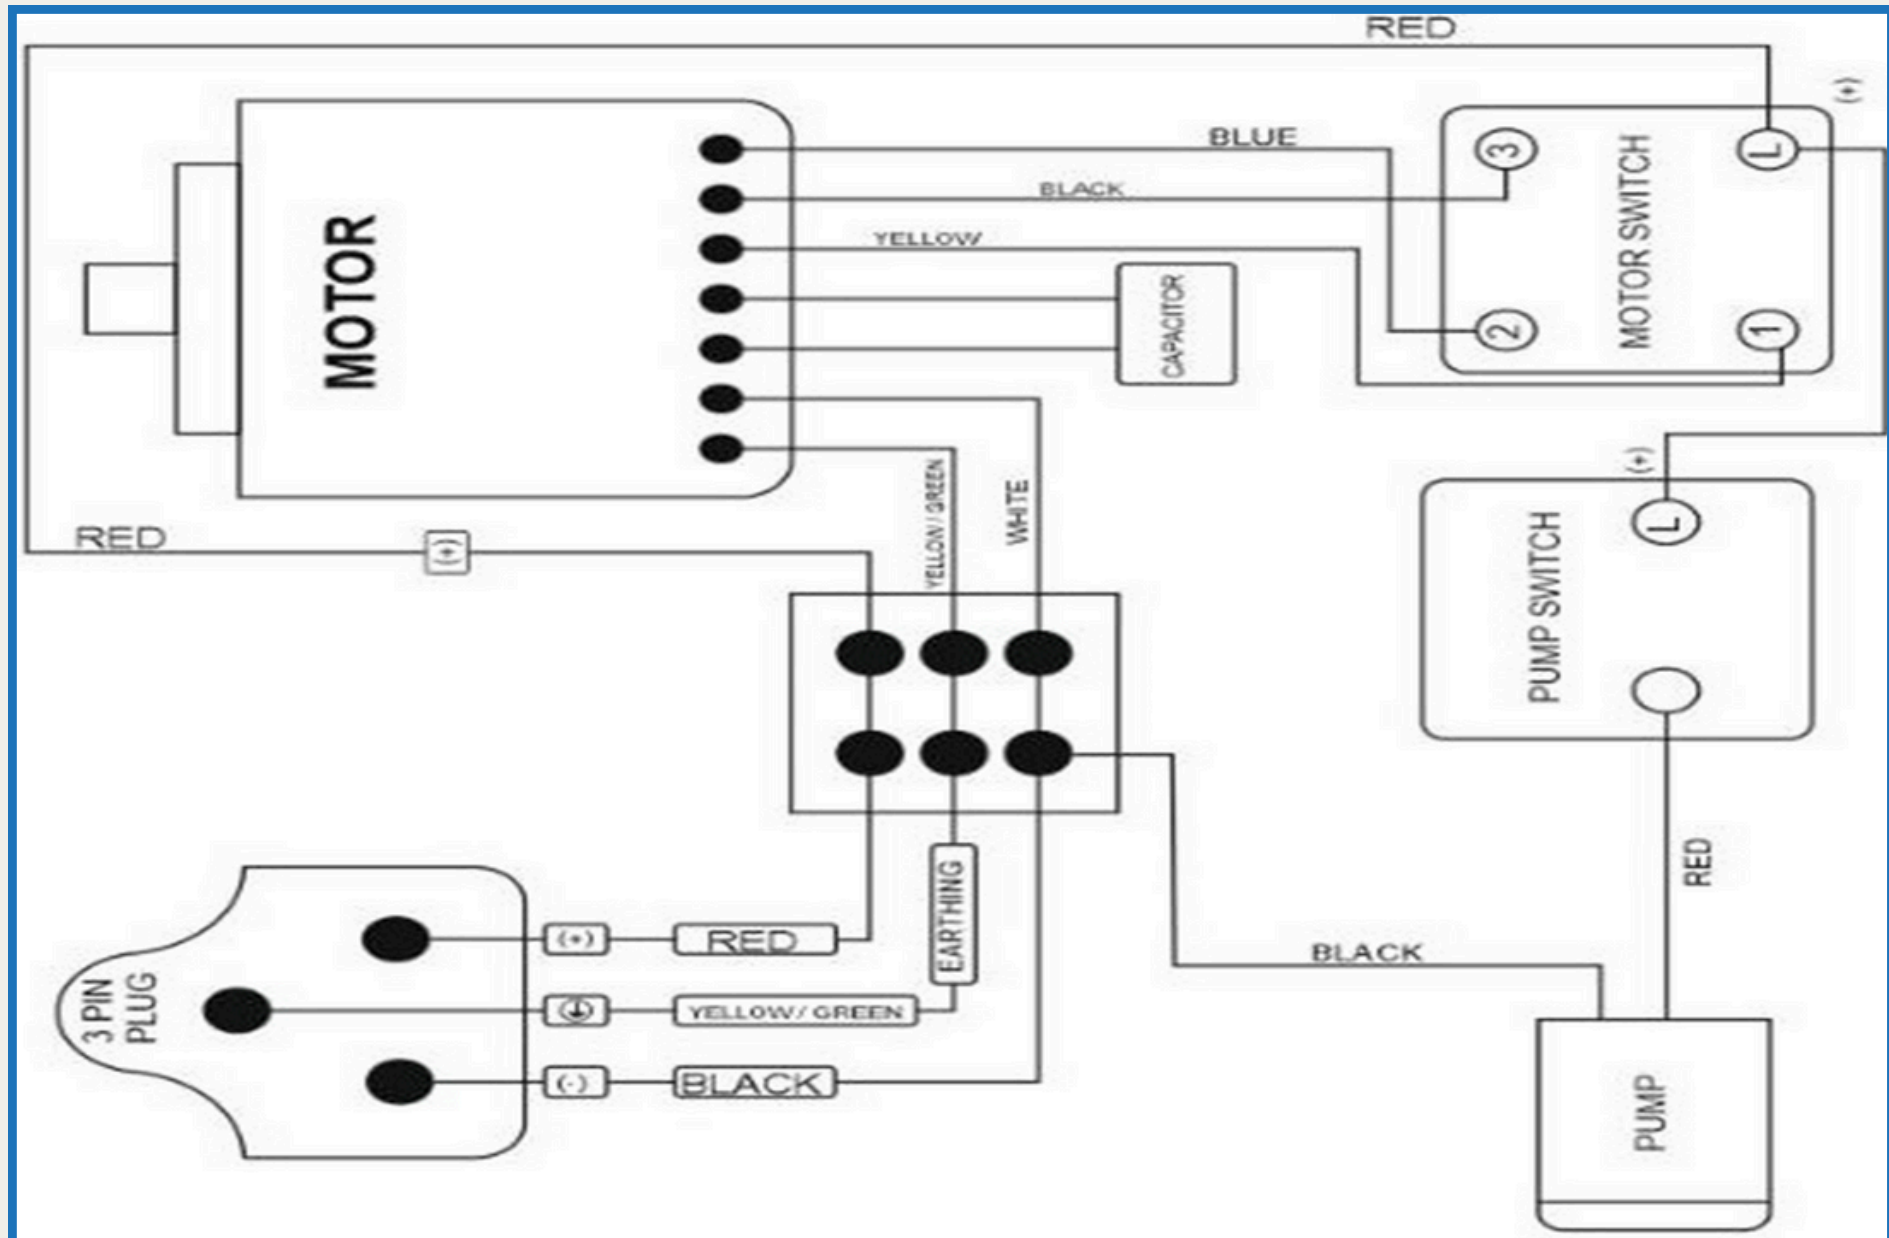 RED
(+)
BLUE
3
L
BLACK
YELLOW
MOTOR
CAPACITOR
MOTOR SWITCH
2
1
YELLOW/GREEN
WHITE
(+)
L
RED
(+)
PUMP SWITCH
RED
EARTHING
(+)
RED
3 PIN
PLUG
YELLOW/ GREEN
BLACK
(-)
BLACK
PUMP